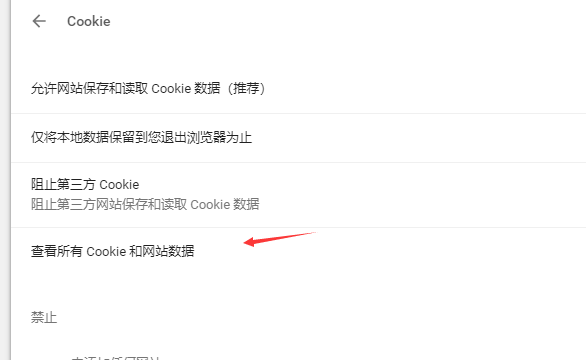 Cookie
允许网站保存和读取 Cookie 数据（推荐）
仅将本地数据保留到您退出浏览器为止
阻止第三方 Cookie
阻止第三方网站保存和读取 Cookie 数据
查看所有 Cookie 和网站数据
禁止